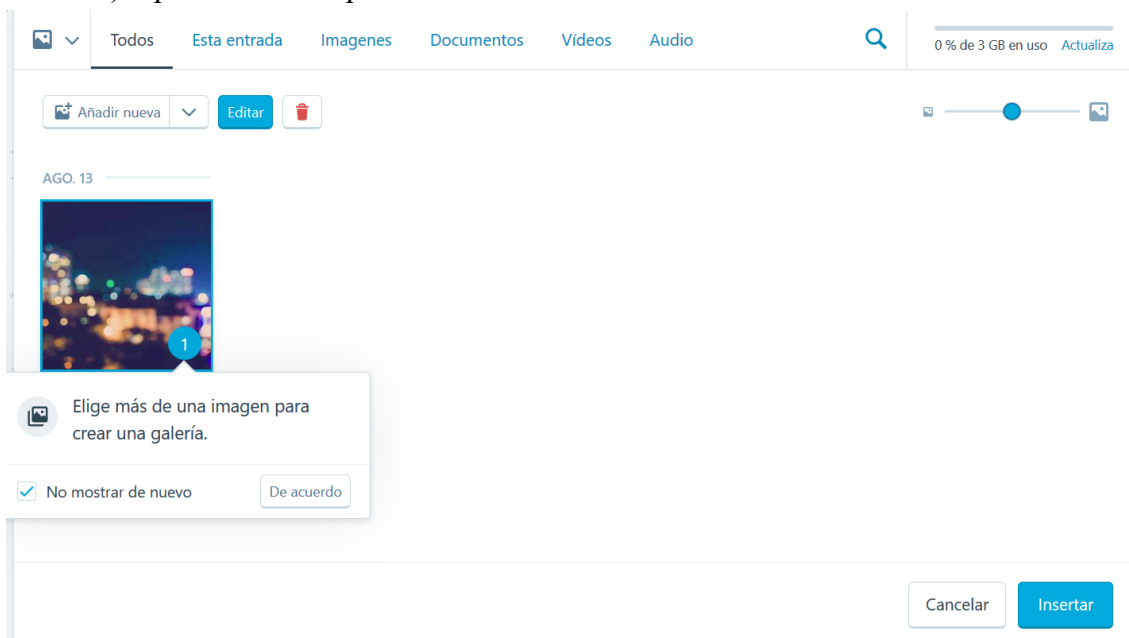 Todos Esta entrada Imagenes Documentos Vídeos Audio 0 % de 3 GB en uso Actualiza
Añadir nueva Editar
AGO. 13
1
Elige más de una imagen para
crear una galería.
No mostrar de nuevo De acuerdo
Cancelar Insertar